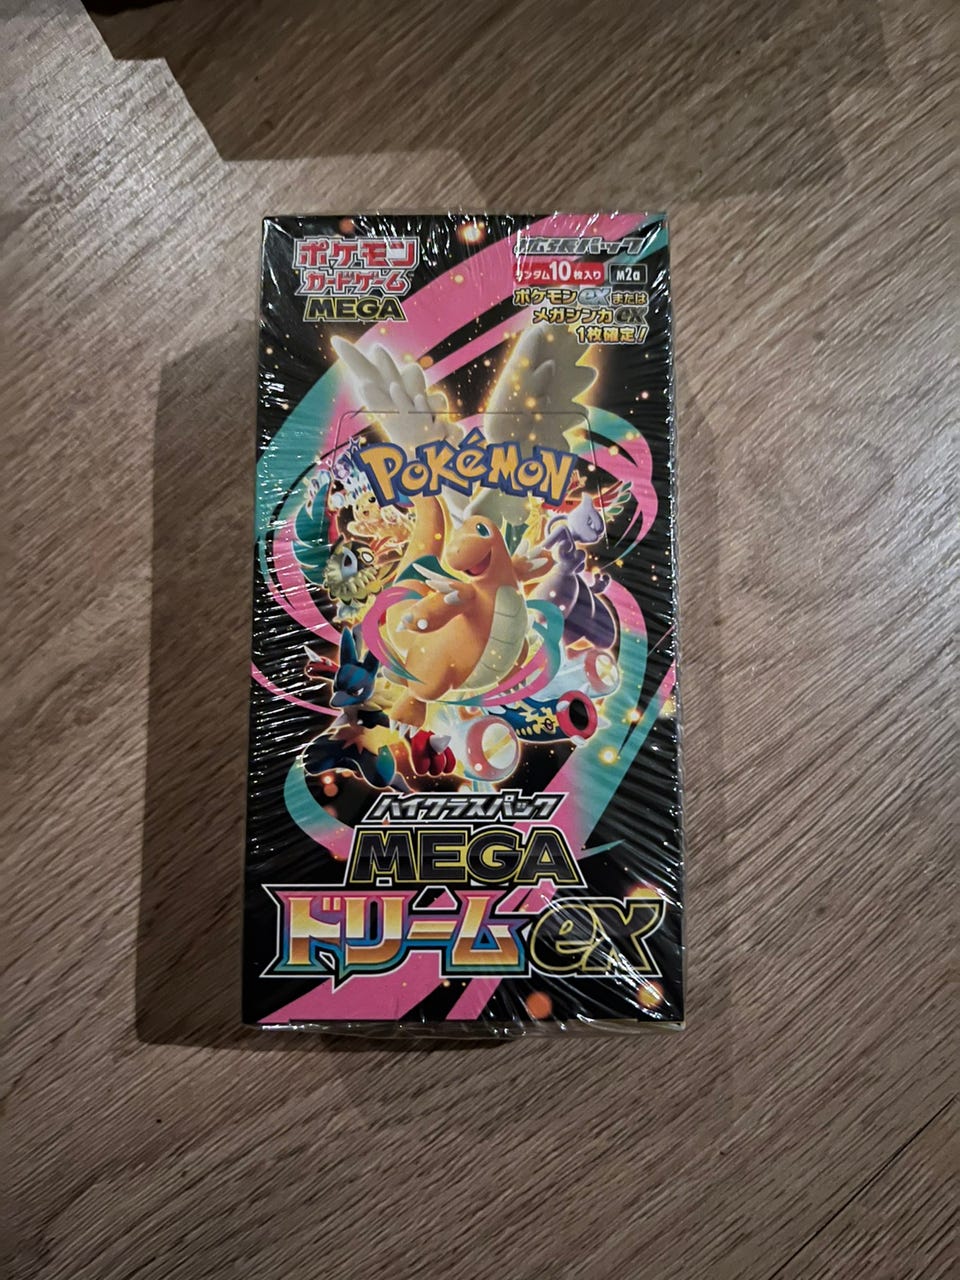 ポケモン
カードゲーム
MEGA
拡張パック
ランダム10枚入り M2a
ポケモンexまたは
メガシンカex
1枚確定!
POKéMON
ハイクラスパック
MEGA
ドリームex